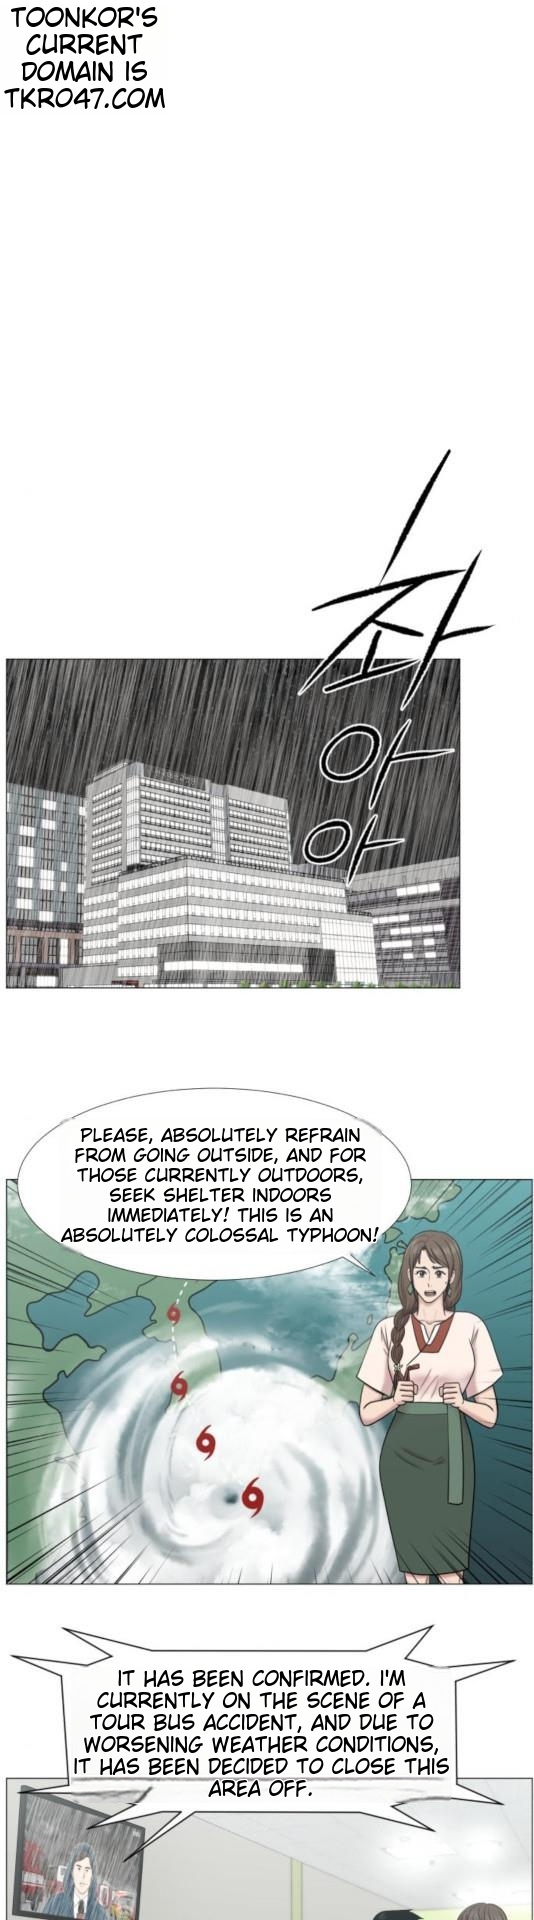 TOONKOR'S
CURRENT
DOMAIN IS
TKRO47.COM
좌
아
아
PLEASE, ABSOLUTELY REFRAIN
FROM GOING OUTSIDE, AND FOR
THOSE CURRENTLY OUTDOORS,
SEEK SHELTER INDOORS
IMMEDIATELY! THIS IS AN
ABSOLUTELY COLOSSAL TYPHOON!
IT HAS BEEN CONFIRMED. I'M
CURRENTLY ON THE SCENE OF A
TOUR BUS ACCIDENT, AND DUE TO
WORSENING WEATHER CONDITIONS,
IT HAS BEEN DECIDED TO CLOSE THIS
AREA OFF.